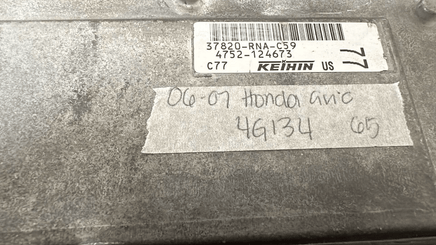 37820-RNA-C59
4752-124673
C77 KEIHIN US
77
06-07 Honda Civic
4G134 65